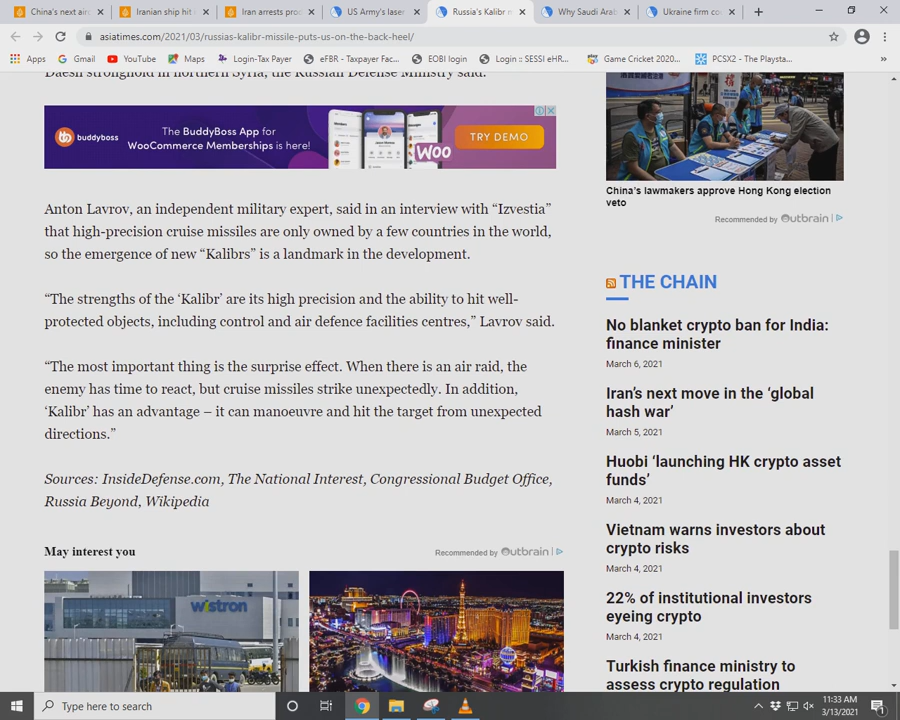 China's next air
Iranian ship hit
Iran arrests prod
US Army's laser
Russia's Kalibr m
Why Saudi Arab
Ukraine firm co
asiatimes.com/2021/03/russias-kalibr-missile-puts-us-on-the-back-heel/
Apps
Gmail
YouTube
Maps
Login-Tax Payer
eFBR - Taxpayer Fac...
EOBI login
Login :: SESSI eHR...
Game Cricket 2020...
PCSX2 - The Playsta...
Daesh stronghold in northern Syria, the Russian Defense Ministry said.
buddyboss
The BuddyBoss App for
WooCommerce Memberships is here!
WOO
TRY DEMO
Anton Lavrov, an independent military expert, said in an interview with “Izvestia”
that high-precision cruise missiles are only owned by a few countries in the world,
so the emergence of new “Kalibrs” is a landmark in the development.
“The strengths of the ‘Kalibr’ are its high precision and the ability to hit well-
protected objects, including control and air defence facilities centres,” Lavrov said.
“The most important thing is the surprise effect. When there is an air raid, the
enemy has time to react, but cruise missiles strike unexpectedly. In addition,
‘Kalibr’ has an advantage – it can manoeuvre and hit the target from unexpected
directions.”
Sources: InsideDefense.com, The National Interest, Congressional Budget Office,
Russia Beyond, Wikipedia
May interest you
Recommended by Outbrain
wistron
China's lawmakers approve Hong Kong election
veto
Recommended by Outbrain
THE CHAIN
No blanket crypto ban for India:
finance minister
March 6, 2021
Iran’s next move in the ‘global
hash war’
March 5, 2021
Huobi ‘launching HK crypto asset
funds’
March 4, 2021
Vietnam warns investors about
crypto risks
March 4, 2021
22% of institutional investors
eyeing crypto
March 4, 2021
Turkish finance ministry to
assess crypto regulation
Type here to search
11:33 AM
3/13/2021